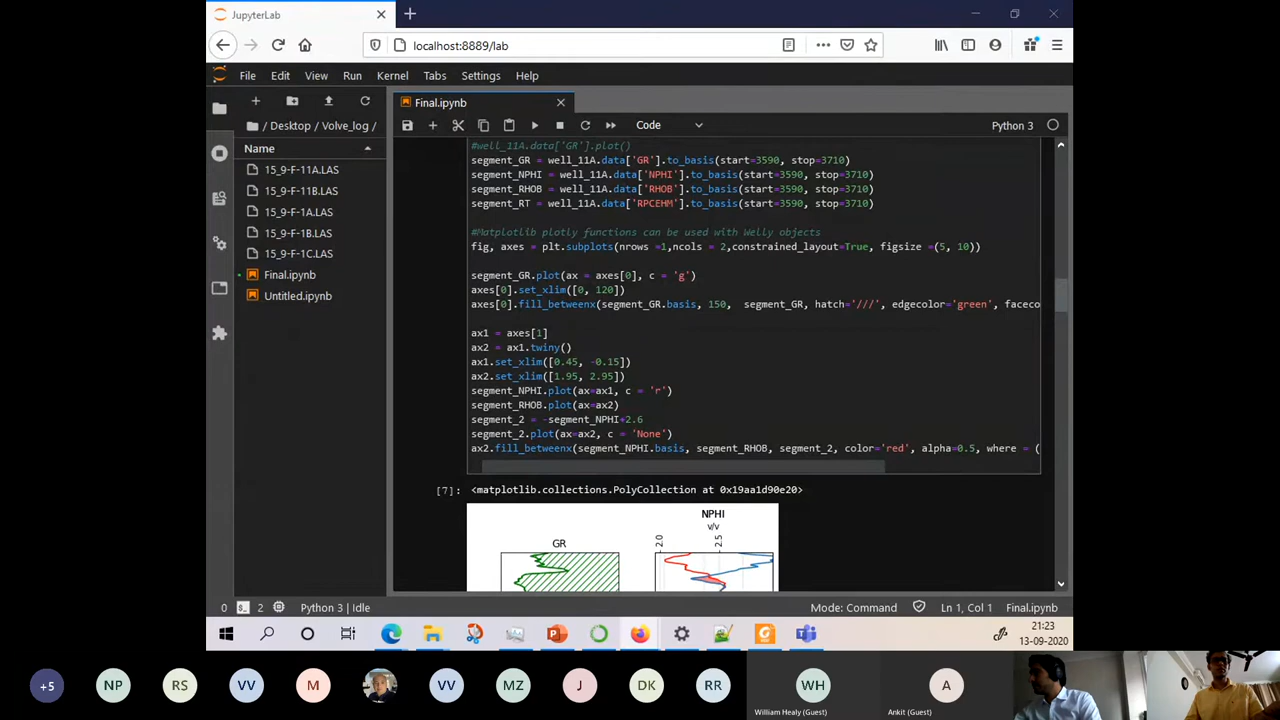 JupyterLab
localhost:8889/lab
File Edit View Run Kernel Tabs Settings Help
Final.ipynb
/ Desktop / Volve_log /
Code
Python 3
Name
15_9-F-11A.LAS
15_9-F-11B.LAS
15_9-F-1A.LAS
15_9-F-1B.LAS
15_9-F-1C.LAS
Final.ipynb
Untitled.ipynb
#well_11A.data['GR'].plot()
segment_GR = well_11A.data['GR'].to_basis(start=3590, stop=3710)
segment_NPHI = well_11A.data['NPHI'].to_basis(start=3590, stop=3710)
segment_RHOB = well_11A.data['RHOB'].to_basis(start=3590, stop=3710)
segment_RT = well_11A.data['RPCEHM'].to_basis(start=3590, stop=3710)
#Matplotlib plotly functions can be used with Welly objects
fig, axes = plt.subplots(nrows =1,ncols = 2,constrained_layout=True, figsize =(5, 10))
segment_GR.plot(ax = axes[0], c = 'g')
axes[0].set_xlim([0, 120])
axes[0].fill_betweenx(segment_GR.basis, 150, segment_GR, hatch='///', edgecolor='green', faceco
ax1 = axes[1]
ax2 = ax1.twiny()
ax1.set_xlim([0.45, -0.15])
ax2.set_xlim([1.95, 2.95])
segment_NPHI.plot(ax=ax1, c = 'r')
segment_RHOB.plot(ax=ax2)
segment_2 = -segment_NPHI+2.6
segment_2.plot(ax=ax2, c = 'None')
ax2.fill_betweenx(segment_NPHI.basis, segment_RHOB, segment_2, color='red', alpha=0.5, where = (
[7]:
<matplotlib.collections.PolyCollection at 0x19aa1d90e20>
GR
NPHI
v/v
2.0
2.5
0
2
Python 3 | Idle
Mode: Command
Ln 1, Col 1
Final.ipynb
21:23
13-09-2020
+5
NP
RS
VV
M
VV
MZ
J
DK
RR
WH
A
William Healy (Guest)
Ankit (Guest)